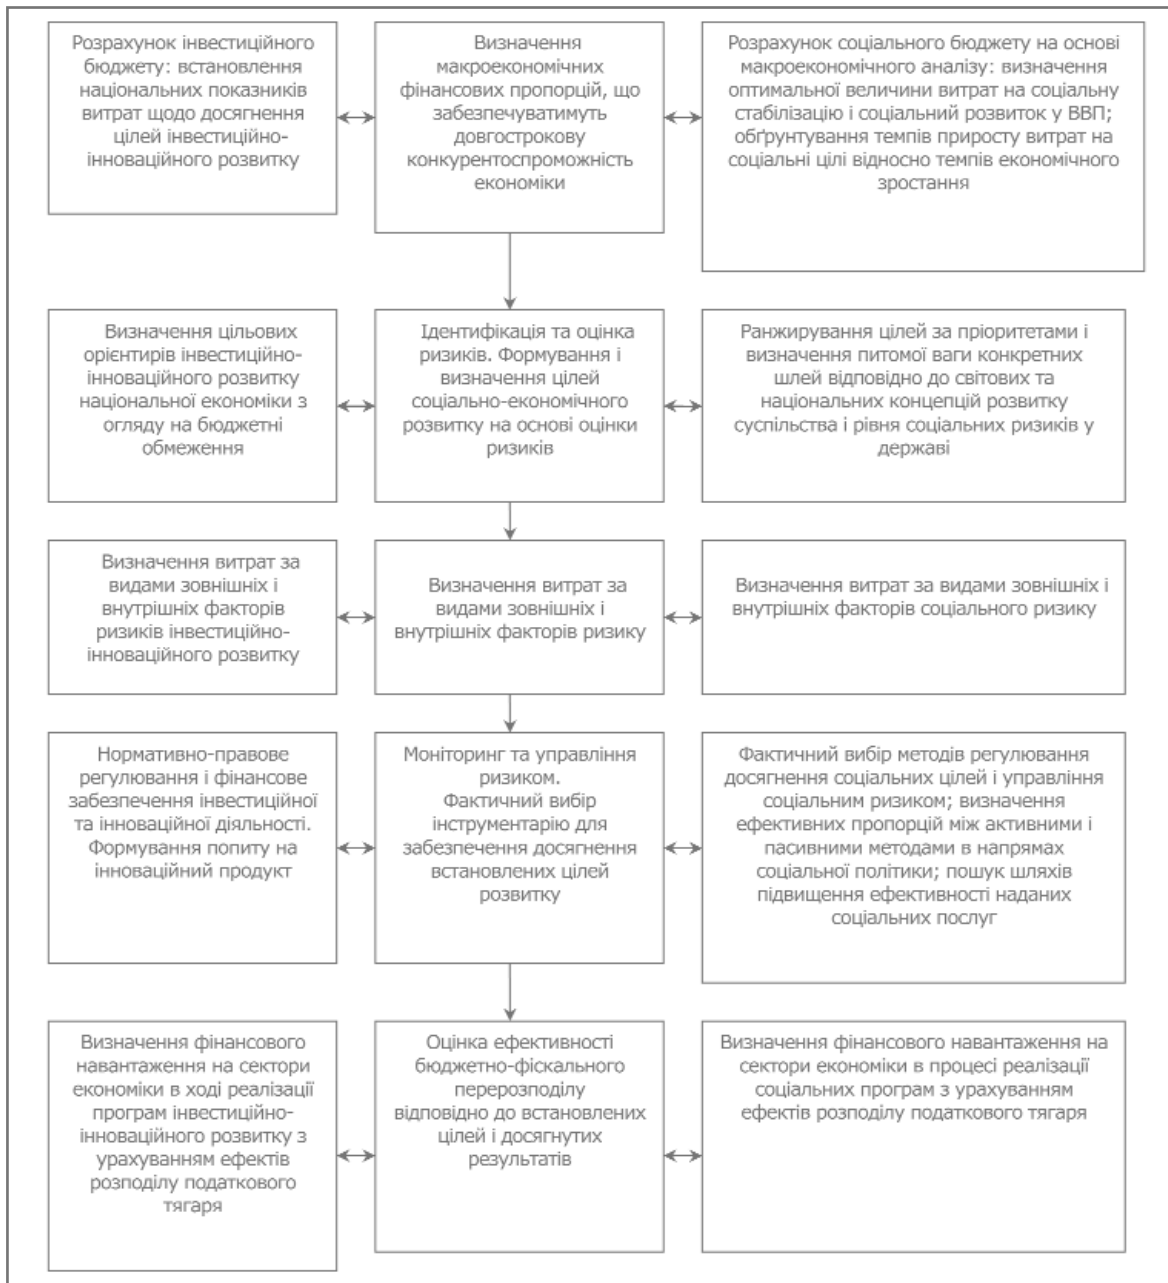 Розрахунок інвестиційного
бюджету: встановлення
національних показників
витрат щодо досягнення
цілей інвестиційно-
інноваційного розвитку
Визначення
макроекономічних
фінансових пропорцій, що
забезпечуватимуть
довгострокову
конкурентоспроможність
економіки
Розрахунок соціального бюджету на основі
макроекономічного аналізу: визначення
оптимальної величини витрат на соціальну
стабілізацію і соціальний розвиток у ВВП;
обґрунтування темпів приросту витрат на
соціальні цілі відносно темпів економічного
зростання
Визначення цільових
орієнтирів інвестиційно-
інноваційного розвитку
національної економіки з
огляду на бюджетні
обмеження
Ідентифікація та оцінка
ризиків. Формування і
визначення цілей
соціально-економічного
розвитку на основі оцінки
ризиків
Ранжирування цілей за пріоритетами і
визначення питомої ваги конкретних
шлей відповідно до світових та
національних концепцій розвитку
суспільства і рівня соціальних ризиків у
державі
Визначення витрат за
видами зовнішніх і
внутрішніх факторів
ризиків інвестиційно-
інноваційного розвитку
Визначення витрат за
видами зовнішніх і
внутрішніх факторів ризику
Визначення витрат за видами зовнішніх і
внутрішніх факторів соціального ризику
Нормативно-правове
регулювання і фінансове
забезпечення інвестиційної
та інноваційної діяльності.
Формування попиту на
інноваційний продукт
Моніторинг та управління
ризиком.
Фактичний вибір
інструментарію для
забезпечення досягнення
встановлених цілей
розвитку
Фактичний вибір методів регулювання
досягнення соціальних цілей і управління
соціальним ризиком; визначення
ефективних пропорцій між активними і
пасивними методами в напрямах
соціальної політики; пошук шляхів
підвищення ефективності наданих
соціальних послуг
Визначення фінансового
навантаження на сектори
економіки в ході реалізації
програм інвестиційно-
інноваційного розвитку з
урахуванням ефектів
розподілу податкового
тягаря
Оцінка ефективності
бюджетно-фіскального
перерозподілу
відповідно до встановлених
цілей і досягнутих
результатів
Визначення фінансового навантаження на
сектори економіки в процесі реалізації
соціальних програм з урахуванням
ефектів розподілу податкового тягаря